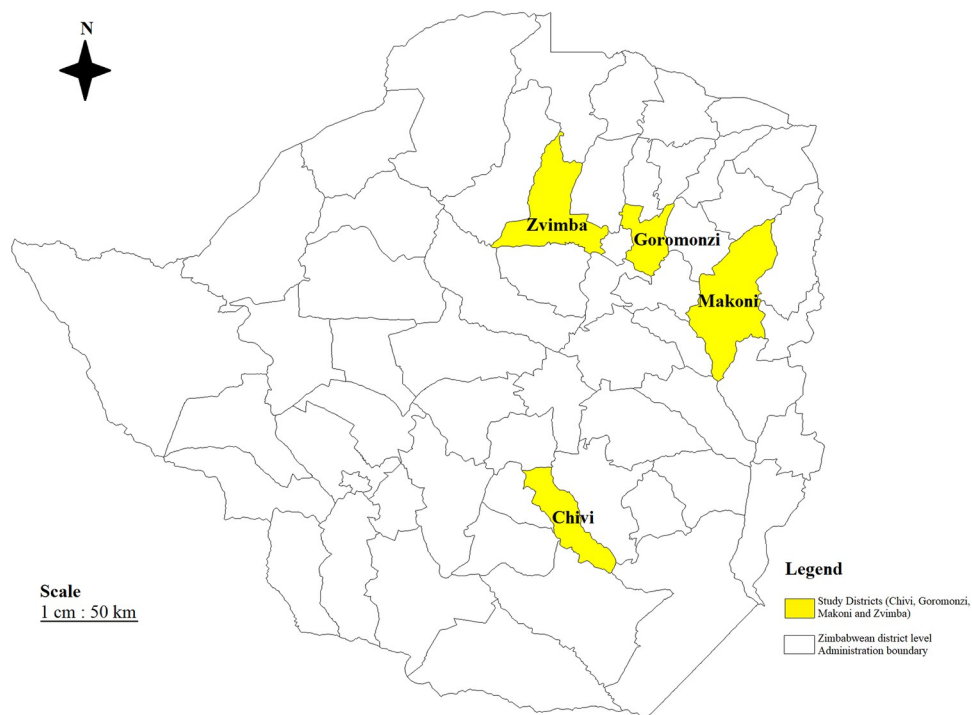 N
Zvimba
Goromonzi
Makoni
Chivi
Scale
1 cm : 50 km
Legend
Study Districts (Chivi, Goromonzi,
Makoni and Zvimba)
Zimbabwean district level
Administration boundary